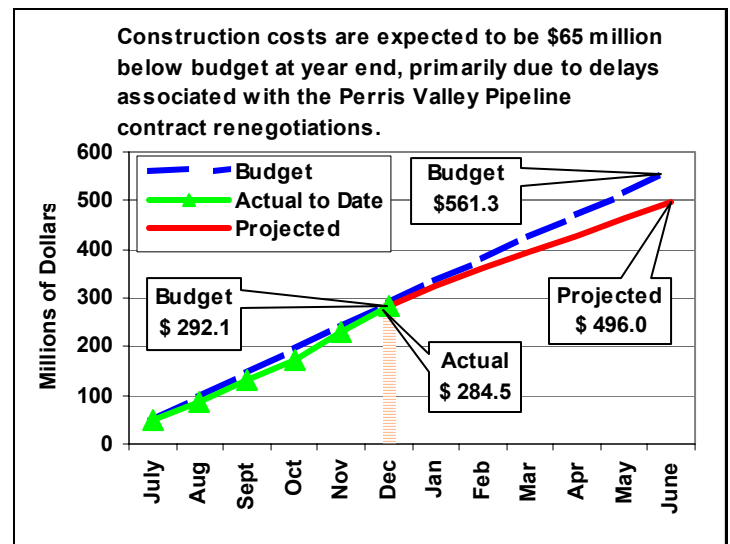 Construction costs are expected to be $65 million
below budget at year end, primarily due to delays
associated with the Perris Valley Pipeline
contract renegotiations.
600
500
400
300
200
100
0
Millions of Dollars
Budget
Actual to Date
Projected
Budget
$561.3
Budget
$ 292.1
Projected
$ 496.0
Actual
$ 284.5
July
Aug
Sept
Oct
Nov
Dec
Jan
Feb
Mar
Apr
May
June